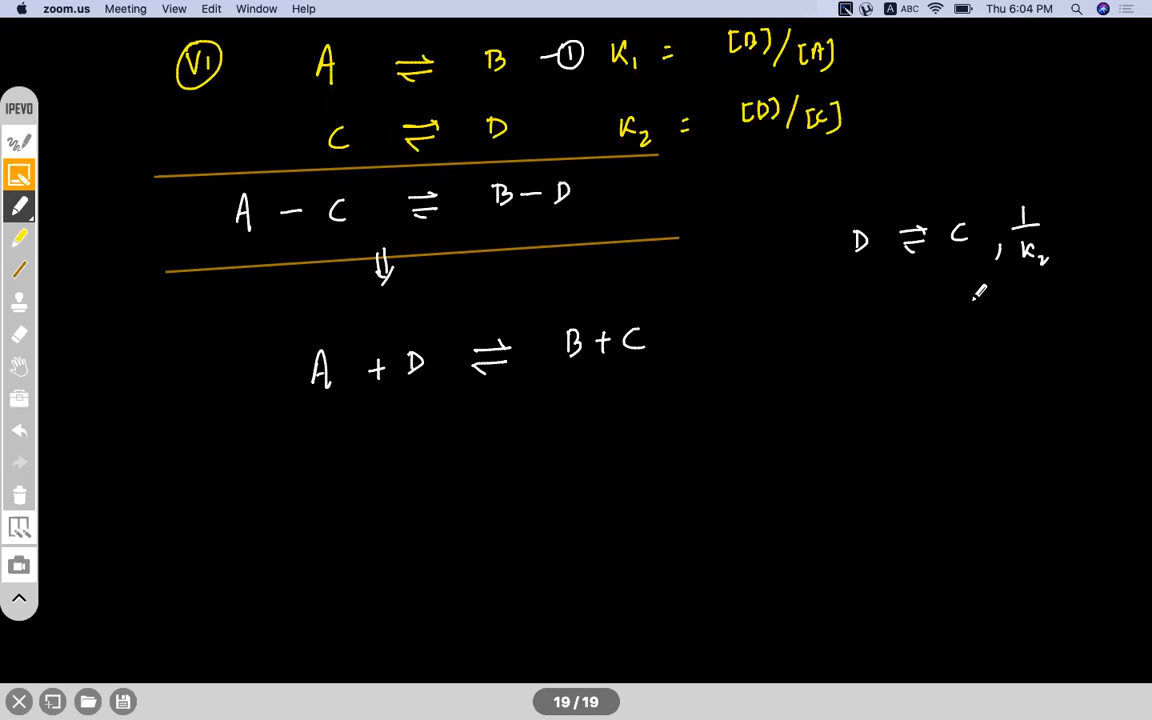 zoom.us Meeting View Edit Window Help A ABC Thu 6:04 PM
IPEVO
VI A ⇌ B -① K₁ = [B]/[A]
C ⇌ D K₂ = [D]/[C]
A - C ⇌ B - D
D ⇌ C , 1/K₂
⇓
A + D ⇌ B + C
19 / 19